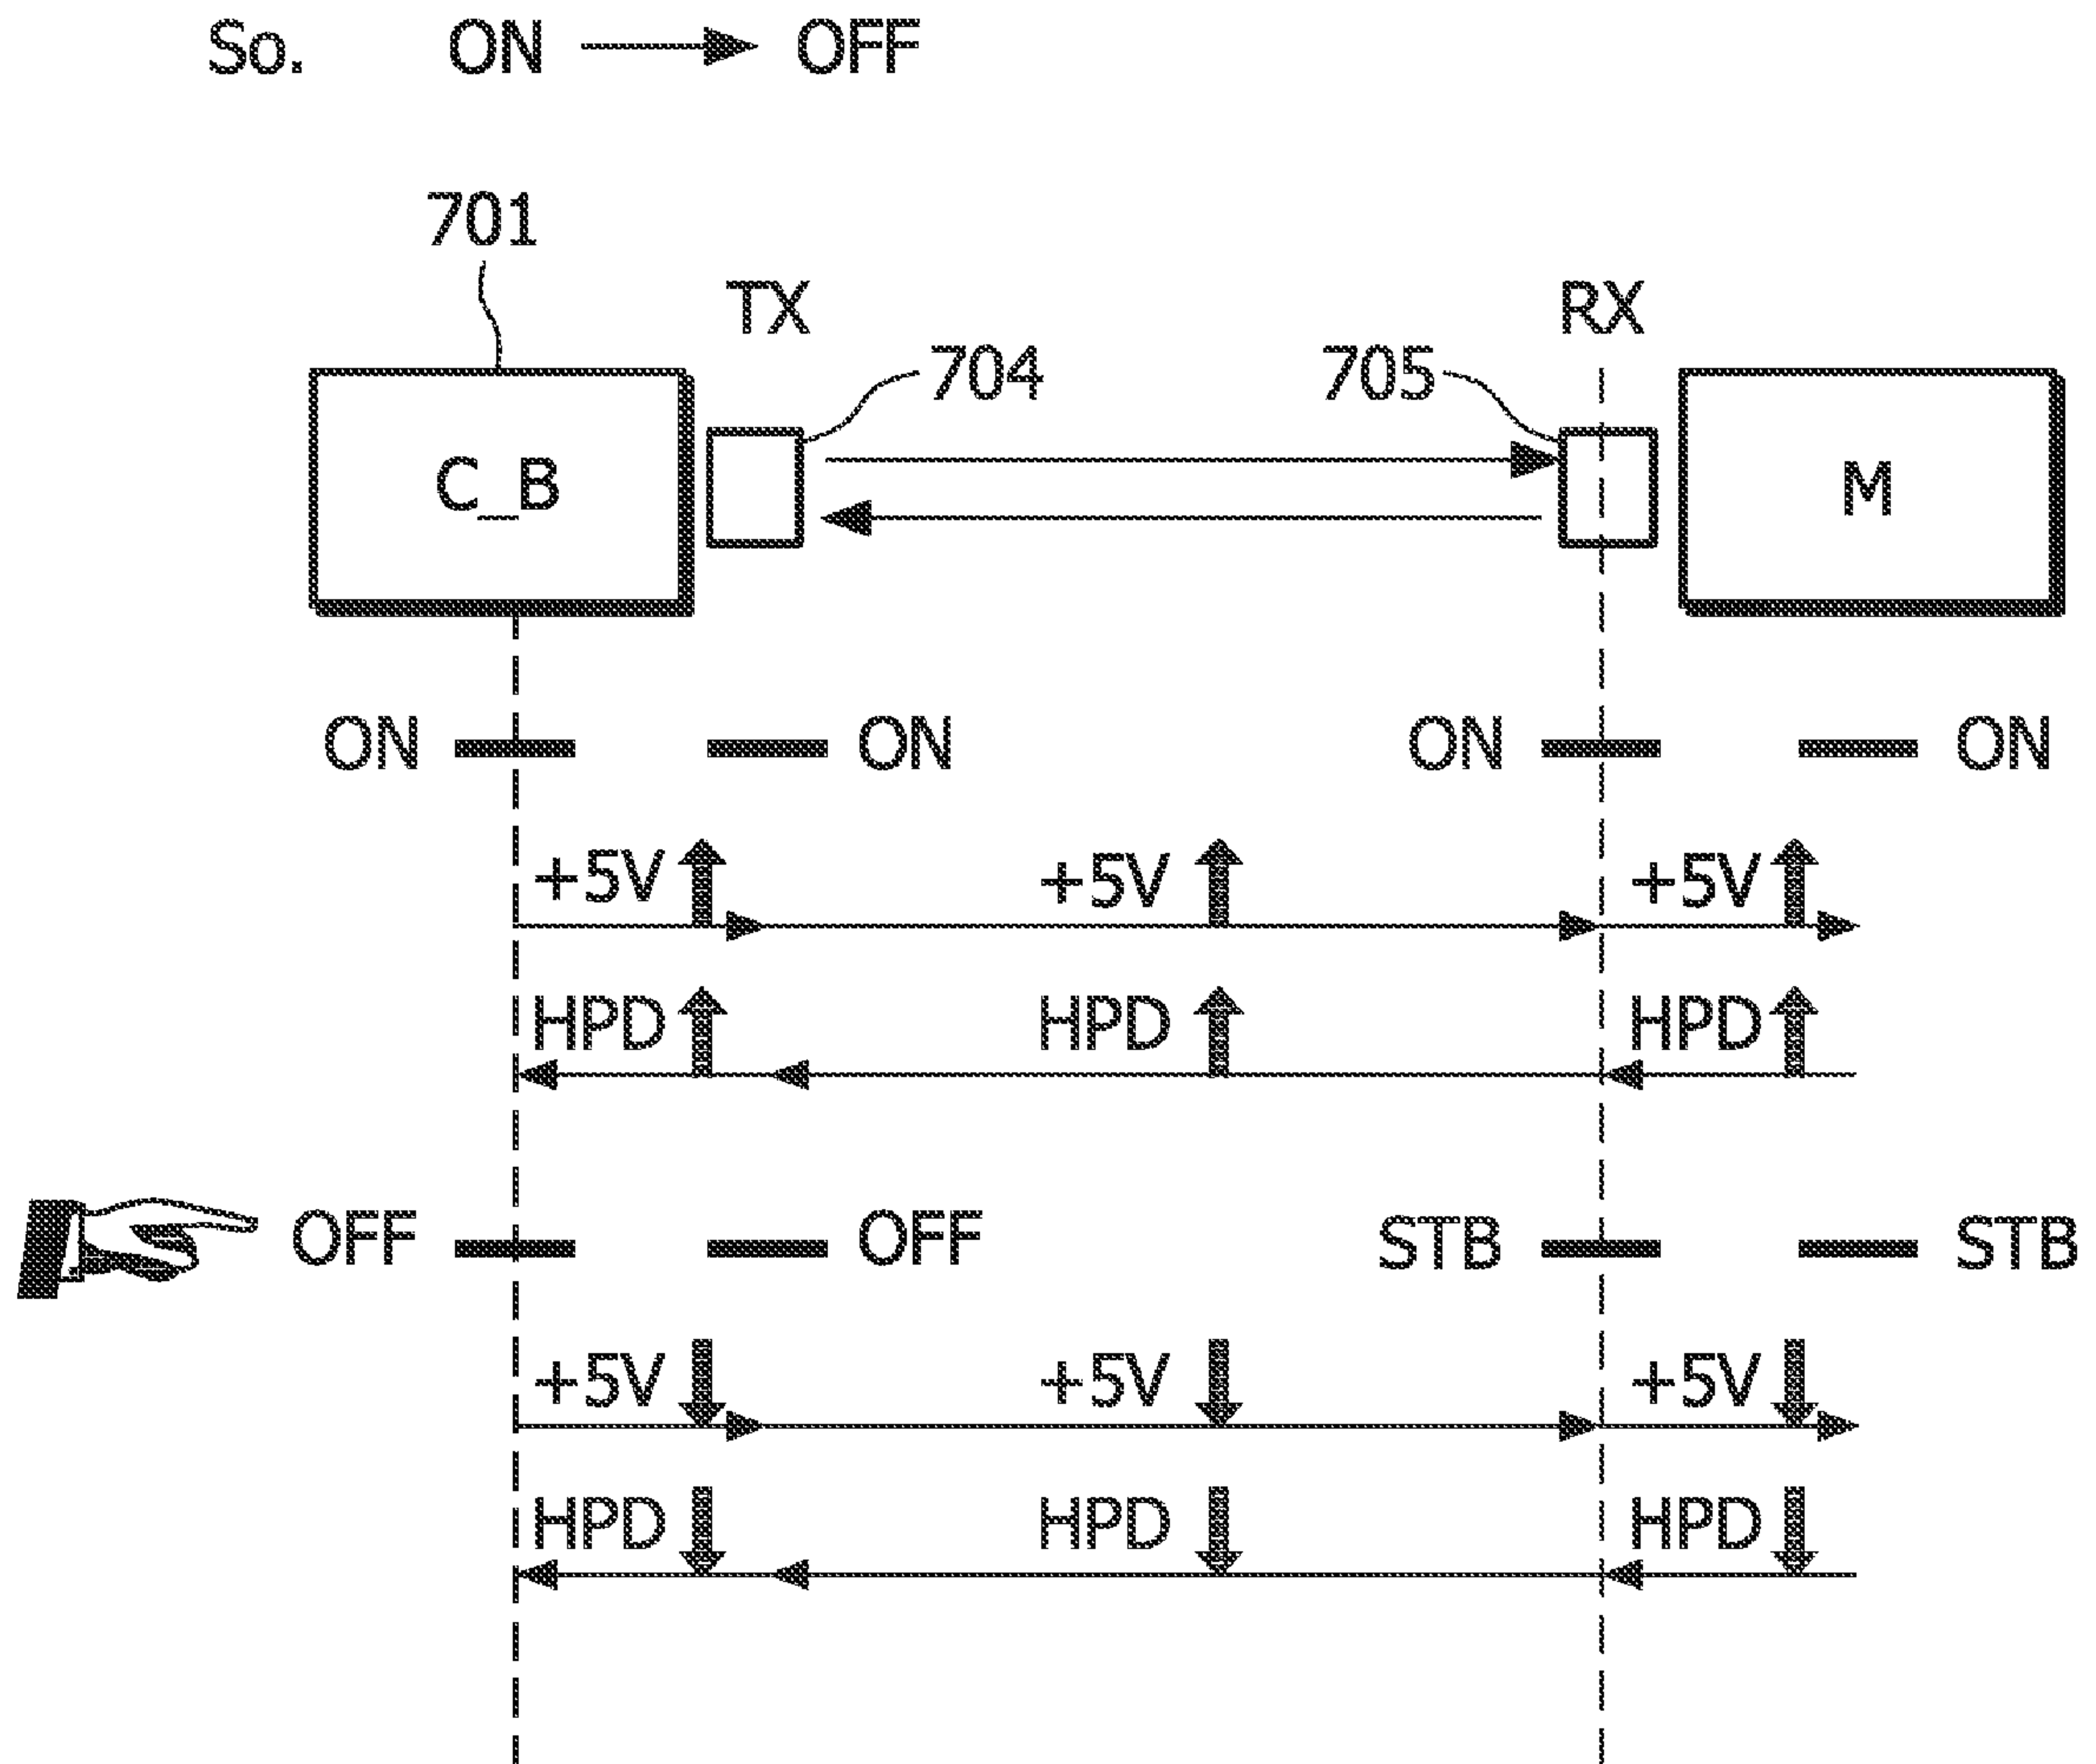 So. ON OFF
701
TX RX
704 705
C_B M
ON ON ON ON
+5V +5V +5V
HPD HPD HPD
OFF OFF STB STB
+5V +5V +5V
HPD HPD HPD